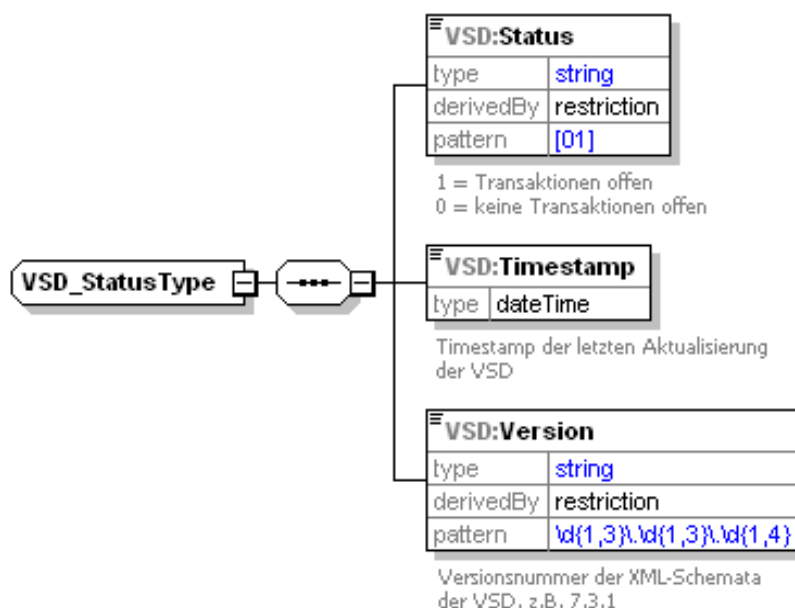 VSD:Status
type string
derivedBy restriction
pattern [01]
1 = Transaktionen offen
0 = keine Transaktionen offen
VSD_StatusType
VSD:Timestamp
type dateTime
Timestamp der letzten Aktualisierung
der VSD
VSD:Version
type string
derivedBy restriction
pattern \d{1,3}\.\d{1,3}\.\d{1,4}
Versionsnummer der XML-Schemata
der VSD, z.B. 7.3.1